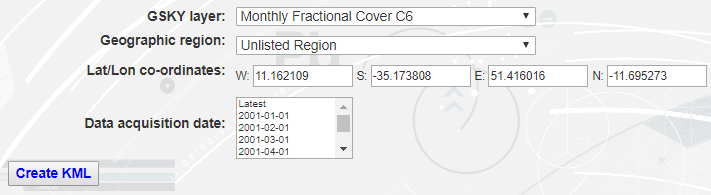 GSKY layer: Monthly Fractional Cover C6
Geographic region: Unlisted Region
Lat/Lon co-ordinates: W: 11.162109 S: -35.173808 E: 51.416016 N: -11.695273
Data acquisition date: Latest
2001-01-01
2001-02-01
2001-03-01
2001-04-01
Create KML